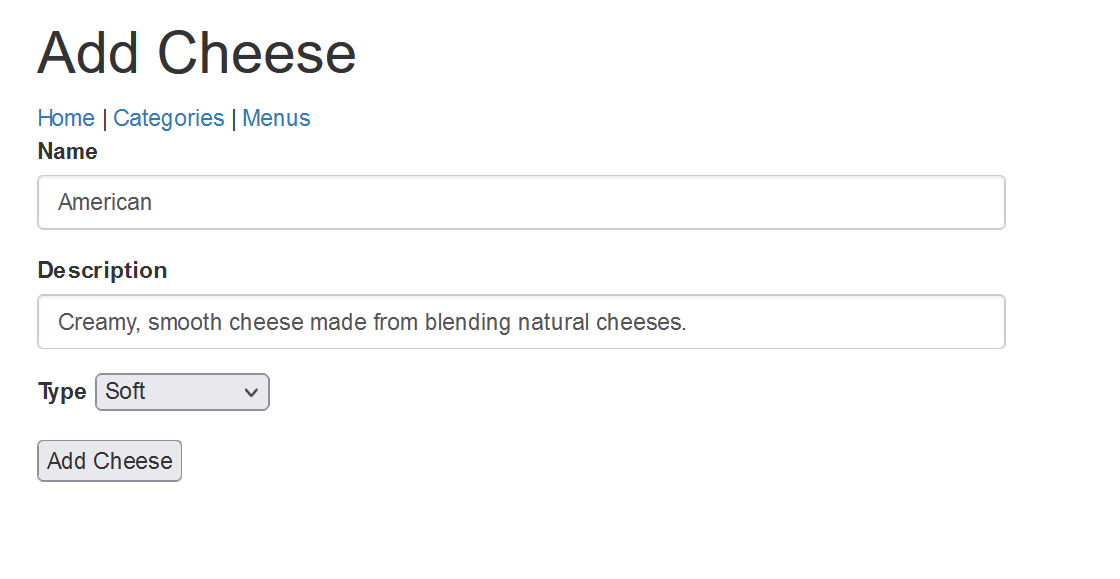 Add Cheese
Home | Categories | Menus
Name
American
Description
Creamy, smooth cheese made from blending natural cheeses.
Type Soft
Add Cheese